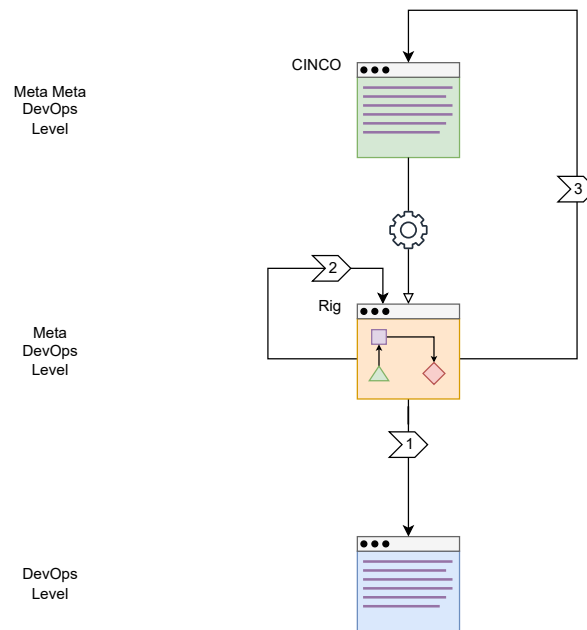 CINCO
Meta Meta
DevOps
Level
3
2
Rig
Meta
DevOps
Level
1
DevOps
Level